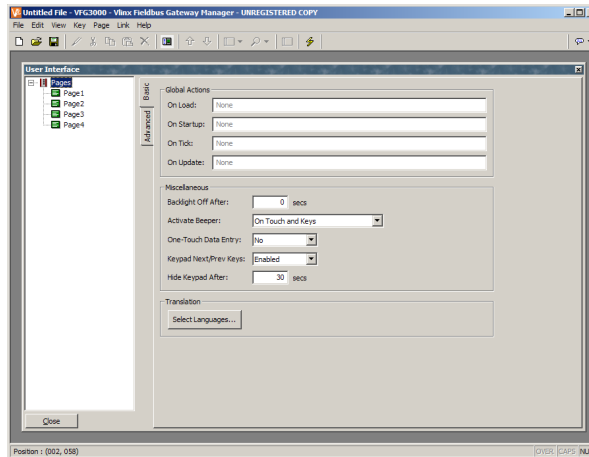 Untitled File - VFG3000 - Vlinx Fieldbus Gateway Manager - UNREGISTERED COPY
File Edit View Key Page Link Help
User Interface
Pages
Page1
Page2
Page3
Page4
Basic
Advanced
Global Actions
On Load: None
On Startup: None
On Tick: None
On Update: None
Miscellaneous
Backlight Off After: 0 secs
Activate Beeper: On Touch and Keys
One-Touch Data Entry: No
Keypad Next/Prev Keys: Enabled
Hide Keypad After: 30 secs
Translation
Select Languages...
Close
Position : (002, 058)
OVER CAPS NU